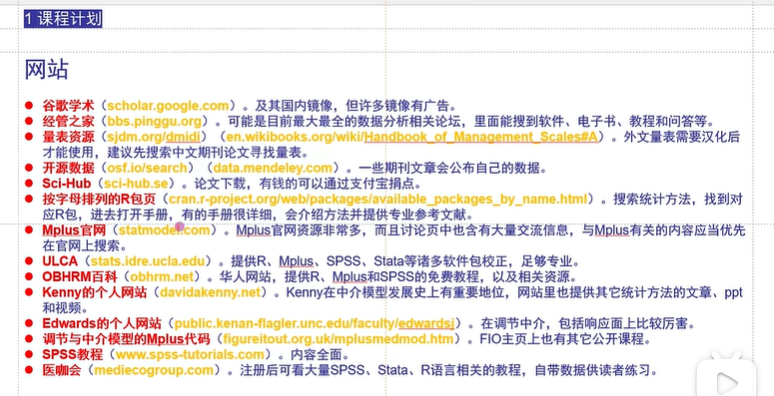 1 课程计划
网站
● 谷歌学术（scholar.google.com）。及其国内镜像，但许多镜像有广告。
● 经管之家（bbs.pinggu.org）。可能是目前最大最全的数据分析相关论坛，里面能搜到软件、电子书、教程和问答等。
● 量表资源（sjdm.org/dmidi）（en.wikibooks.org/wiki/Handbook_of_Management_Scales#A）。外文量表需要汉化后
才能使用，建议先搜索中文期刊论文寻找量表。
● 开源数据（osf.io/search）（data.mendeley.com）。一些期刊文章会公布自己的数据。
● Sci-Hub（sci-hub.se）。论文下载，有钱的可以通过支付宝捐点。
● 按字母排列的R包页（cran.r-project.org/web/packages/available_packages_by_name.html）。搜索统计方法，找到对
应R包，进去打开手册，有的手册很详细，会介绍方法并提供专业参考文献。
● Mplus官网（statmodel.com）。Mplus官网资源非常多，而且讨论页中也含有大量交流信息，与Mplus有关的内容应当优先
在官网上搜索。
● ULCA（stats.idre.ucla.edu）。提供R、Mplus、SPSS、Stata等诸多软件包校正，足够专业。
● OBHRM百科（obhrm.net）。华人网站，提供R、Mplus和SPSS的免费教程，以及相关资源。
● Kenny的个人网站（davidakenny.net）。Kenny在中介模型发展史上有重要地位，网站里也提供其它统计方法的文章、ppt
和视频。
● Edwards的个人网站（public.kenan-flagler.unc.edu/faculty/edwardsj）。在调节中介，包括响应面上比较厉害。
● 调节与中介模型的Mplus代码（figureitout.org.uk/mplusmedmod.htm）。FIO主页上也有其它公开课程。
● SPSS教程（www.spss-tutorials.com）。内容全面。
● 医咖会（mediecogroup.com）。注册后可看大量SPSS、Stata、R语言相关的教程，自带数据供读者练习。